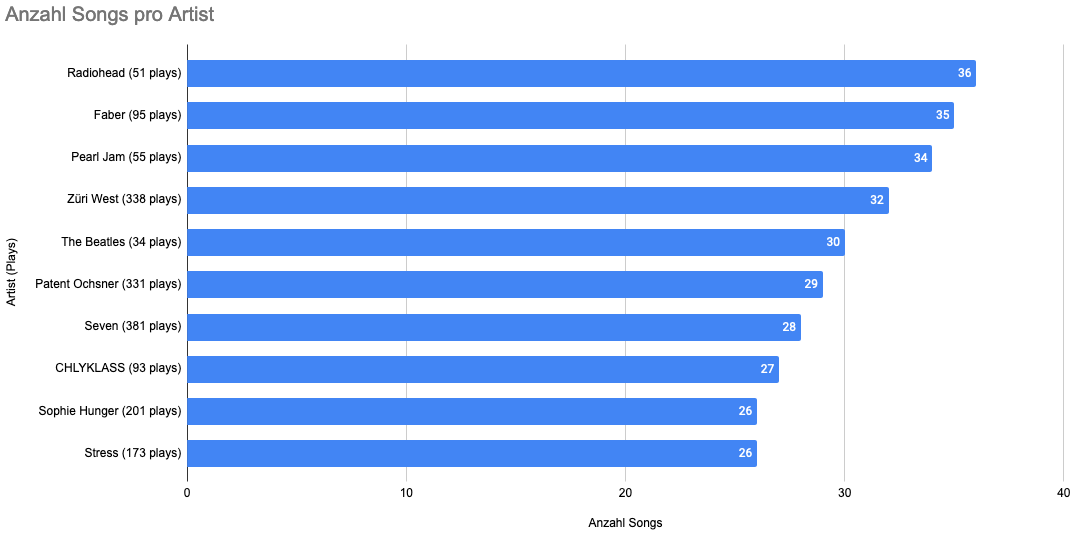 Anzahl Songs pro Artist
Artist (Plays)
Radiohead (51 plays) 36
Faber (95 plays) 35
Pearl Jam (55 plays) 34
Züri West (338 plays) 32
The Beatles (34 plays) 30
Patent Ochsner (331 plays) 29
Seven (381 plays) 28
CHLYKLASS (93 plays) 27
Sophie Hunger (201 plays) 26
Stress (173 plays) 26
0 10 20 30 40
Anzahl Songs